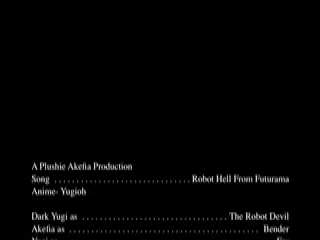 A Plushie Akefia Production
Song . . . . . . . . . . . . . . . . . . . . . . . . . . . . . . . Robot Hell From Futurama
Anime- Yugioh
Dark Yugi as . . . . . . . . . . . . . . . . . . . . . . . . . . . . . . . . . The Robot Devil
Akefia as . . . . . . . . . . . . . . . . . . . . . . . . . . . . . . . . . . . . . . . . . . . . Bender